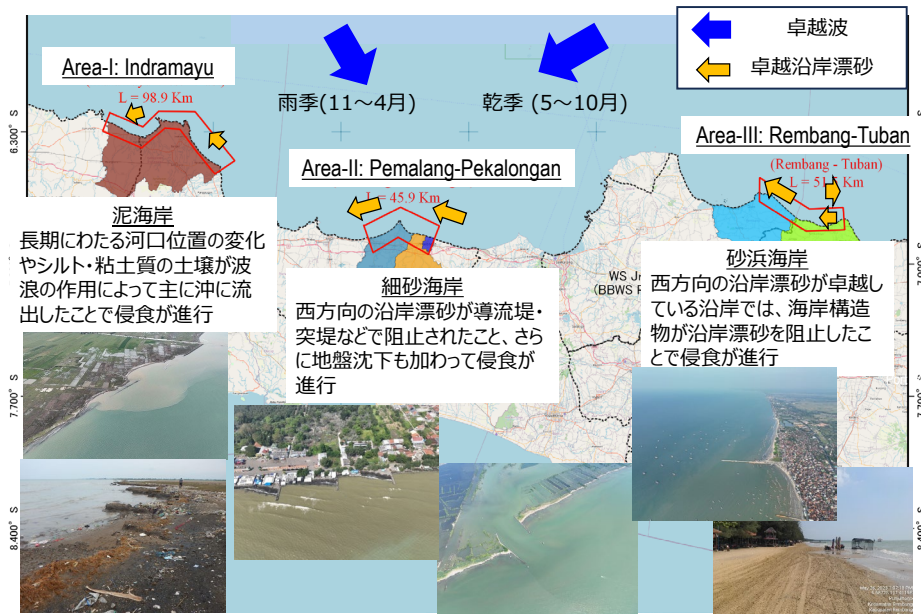 卓越波
卓越沿岸漂砂
Area-I: Indramayu
L = 98.9 Km
雨季(11～4月)
乾季 (5～10月)
Area-II: Pemalang-Pekalongan
45.9 Km
Area-III: Rembang-Tuban
(Rembang - Tuban)
Km
泥海岸
長期にわたる河口位置の変化
やシルト・粘土質の土壌が波
浪の作用によって主に沖に流
出したことで侵食が進行
細砂海岸
西方向の沿岸漂砂が導流堤・
突堤などで阻止されたこと、さら
に地盤沈下も加わって侵食が
進行
砂浜海岸
西方向の沿岸漂砂が卓越し
ている沿岸では、海岸構造
物が沿岸漂砂を阻止したこ
とで侵食が進行
WS
(BBWS
6.300° S
7.700° S
8.400° S
7.700° S
8.400° S